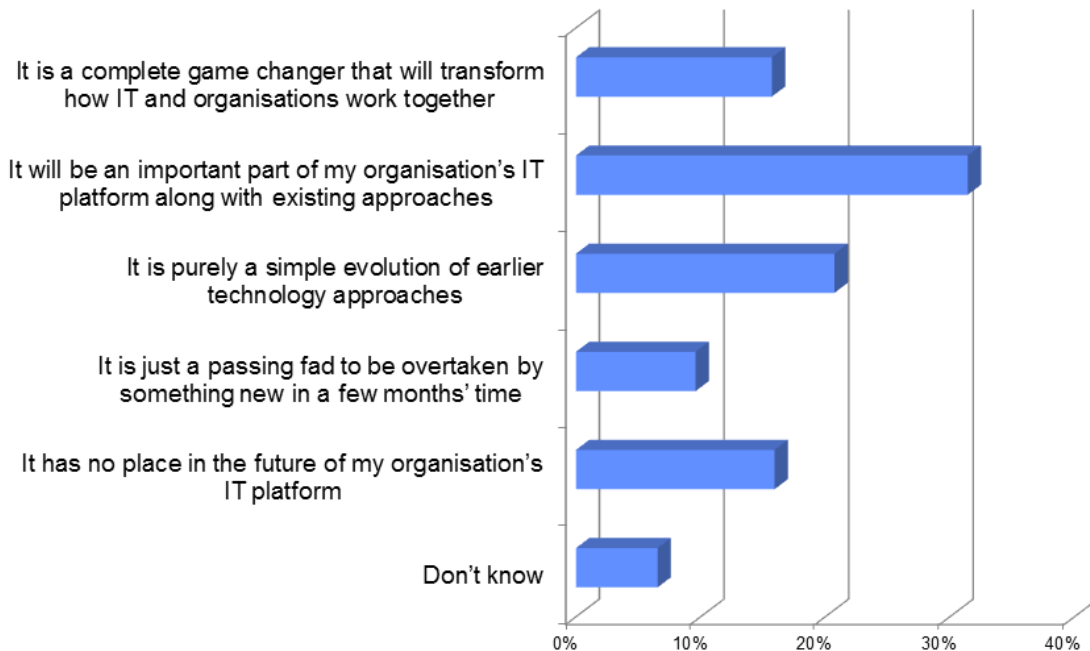 It is a complete game changer that will transform
how IT and organisations work together
It will be an important part of my organisation’s IT
platform along with existing approaches
It is purely a simple evolution of earlier
technology approaches
It is just a passing fad to be overtaken by
something new in a few months’ time
It has no place in the future of my organisation’s
IT platform
Don’t know
0% 10% 20% 30% 40%